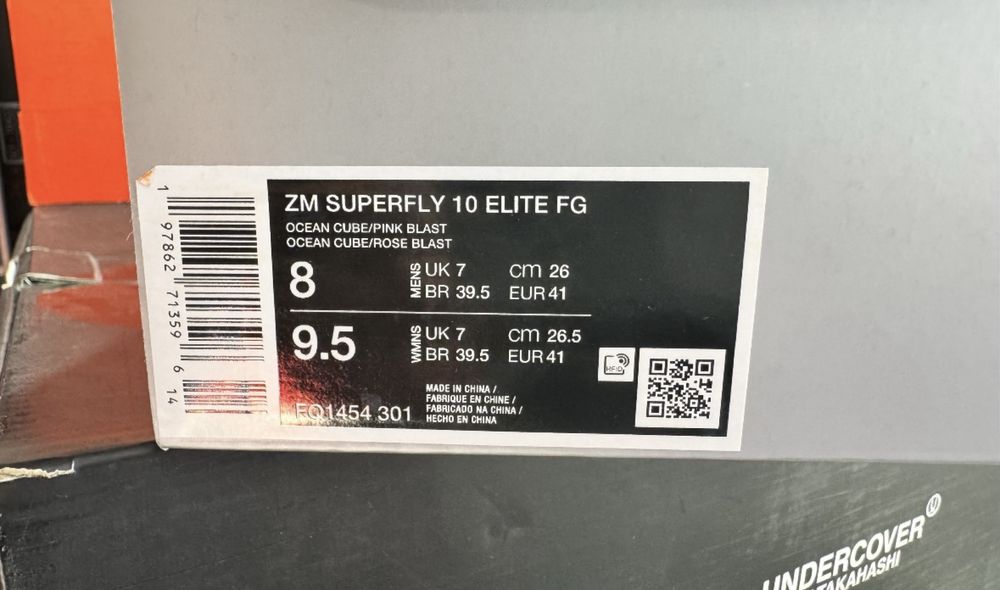 ZM SUPERFLY 10 ELITE FG
OCEAN CUBE/PINK BLAST
OCEAN CUBE/ROSE BLAST
8
MENS
UK 7 cm 26
BR 39.5 EUR 41
9.5
WMNS
UK 7 cm 26.5
BR 39.5 EUR 41
RFID
MADE IN CHINA /
FABRIQUE EN CHINE /
FABRICADO NA CHINA /
HECHO EN CHINA
FQ1454 301
1 97862 71359 6 14
UNDERCOVER
TAKAHASHI